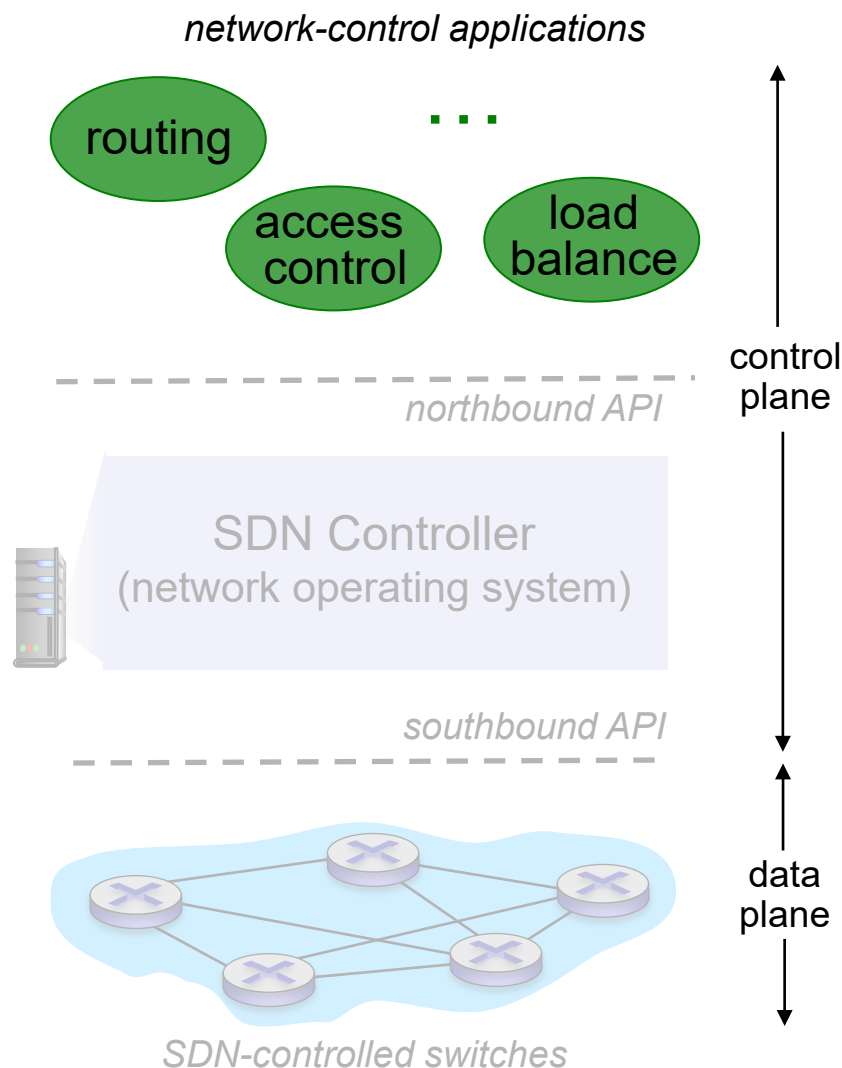 network-control applications
routing
...
access
control
load
balance
control
plane
northbound API
SDN Controller
(network operating system)
southbound API
data
plane
SDN-controlled switches